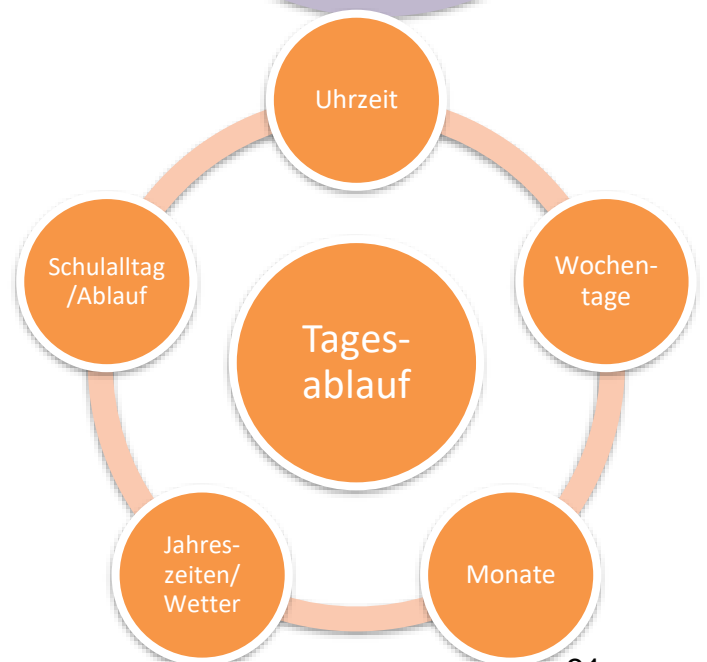 Uhrzeit
Wochen-
tage
Monate
Jahres-
zeiten/
Wetter
Schulalltag
/Ablauf
Tages-
ablauf